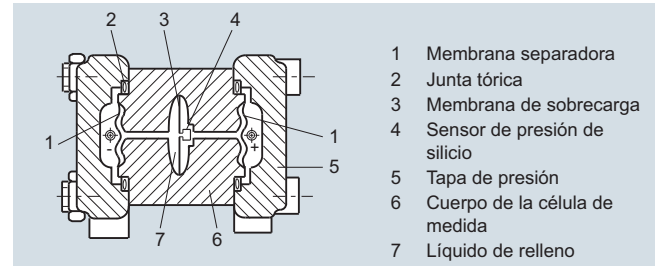 2 3 4
1 1
- +
5
7 6
1 Membrana separadora
2 Junta tórica
3 Membrana de sobrecarga
4 Sensor de presión de
silicio
5 Tapa de presión
6 Cuerpo de la célula de
medida
7 Líquido de relleno